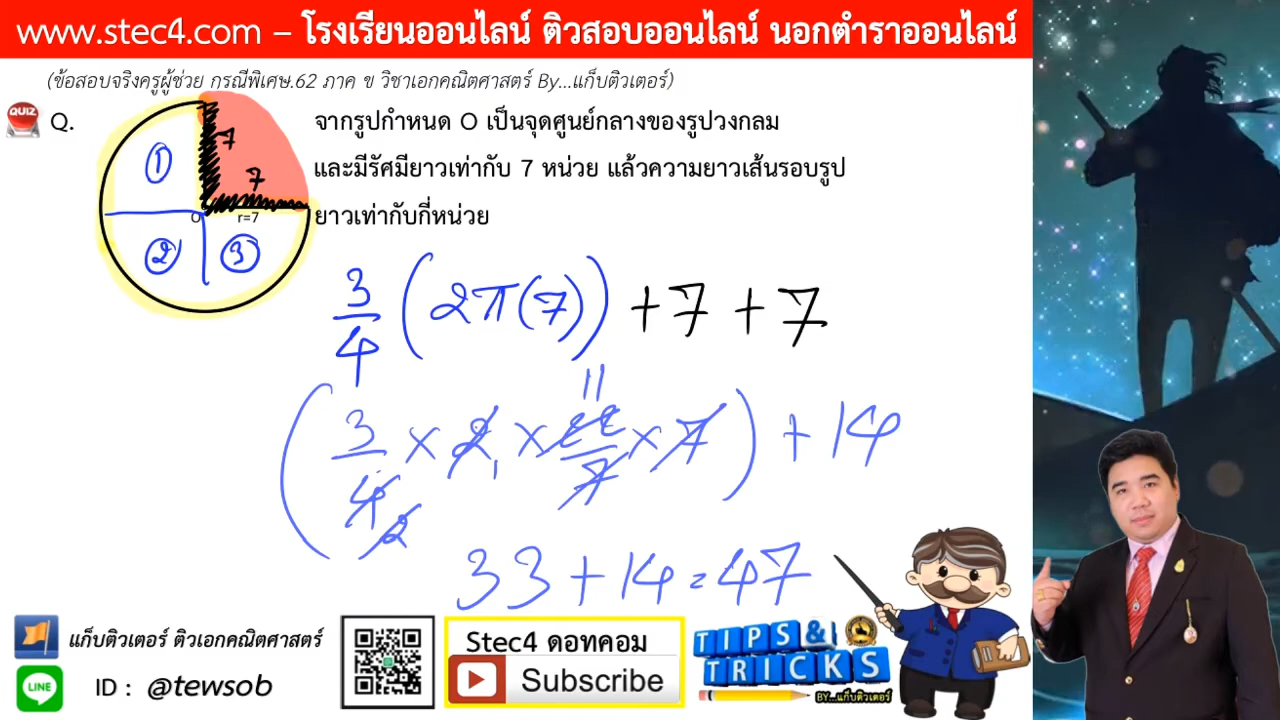 www.stec4.com – โรงเรียนออนไลน์ ติวสอบออนไลน์ นอกตำราออนไลน์
(ข้อสอบจริงครูผู้ช่วย กรณีพิเศษ.62 ภาค ข วิชาเอกคณิตศาสตร์ By...แก็บติวเตอร์)
QUIZ
Q.
จากรูปกำหนด O เป็นจุดศูนย์กลางของรูปวงกลม
และมีรัศมียาวเท่ากับ 7 หน่วย แล้วความยาวเส้นรอบรูป
ยาวเท่ากับกี่หน่วย
7
7
1
2
3
O
r=7
3/4 (2π(7)) + 7 + 7
11
(3/4 × 2 × 22/7 × 7) + 14
2
1
33 + 14 = 47
แก็บติวเตอร์ ติวเอกคณิตศาสตร์
LINE
ID : @tewsob
Stec4 ดอทคอม
Subscribe
TIPS &
TRICKS
BY...แก็บติวเตอร์